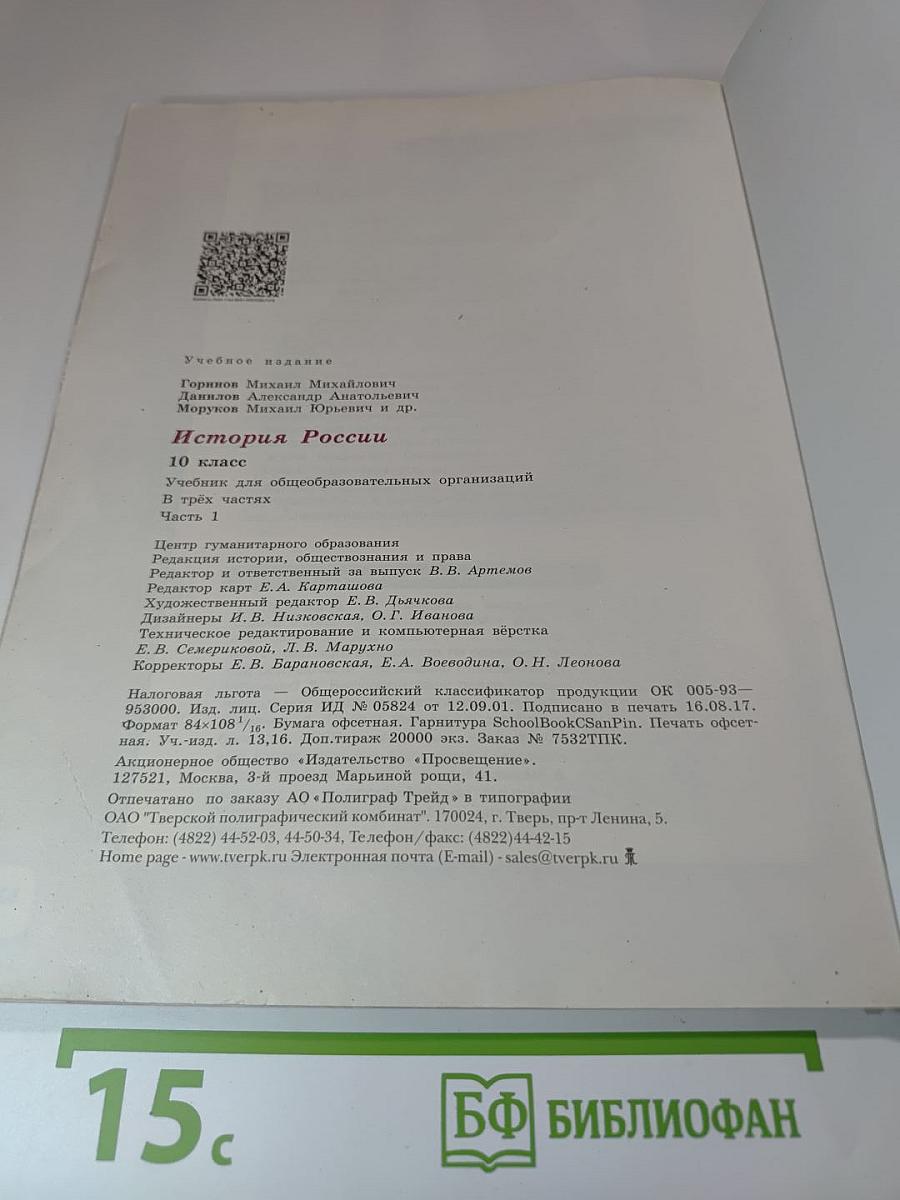 Учебное издание
Горинов Михаил Михайлович
Данилов Александр Анатольевич
Моруков Михаил Юрьевич и др.
История России
10 класс
Учебник для общеобразовательных организаций
В трёх частях
Часть 1
Центр гуманитарного образования
Редакция истории, обществознания и права
Редактор и ответственный за выпуск В. В. Артемов
Редактор карт Е. А. Карташова
Художественный редактор Е. В. Дьячкова
Дизайнеры И. В. Низковская, О. Г. Иванова
Техническое редактирование и компьютерная вёрстка
Е. В. Семериковой, Л. В. Марухно
Корректоры Е. В. Барановская, Е. А. Воеводина, О. Н. Леонова
Налоговая льгота — Общероссийский классификатор продукции ОК 005-93—
953000. Изд. лиц. Серия ИД № 05824 от 12.09.01. Подписано в печать 16.08.17.
Формат 84×108 1/16. Бумага офсетная. Гарнитура SchoolBookCSanPin. Печать офсет-
ная. Уч.-изд. л. 13,16. Доп.тираж 20000 экз. Заказ № 7532ТПК.
Акционерное общество «Издательство «Просвещение».
127521, Москва, 3-й проезд Марьиной рощи, 41.
Отпечатано по заказу АО «Полиграф Трейд» в типографии
ОАО "Тверской полиграфический комбинат". 170024, г. Тверь, пр-т Ленина, 5.
Телефон: (4822) 44-52-03, 44-50-34, Телефон/факс: (4822)44-42-15
Home page - www.tverpk.ru Электронная почта (E-mail) - sales@tverpk.ru
15 с
БФ БИБЛИОФАН